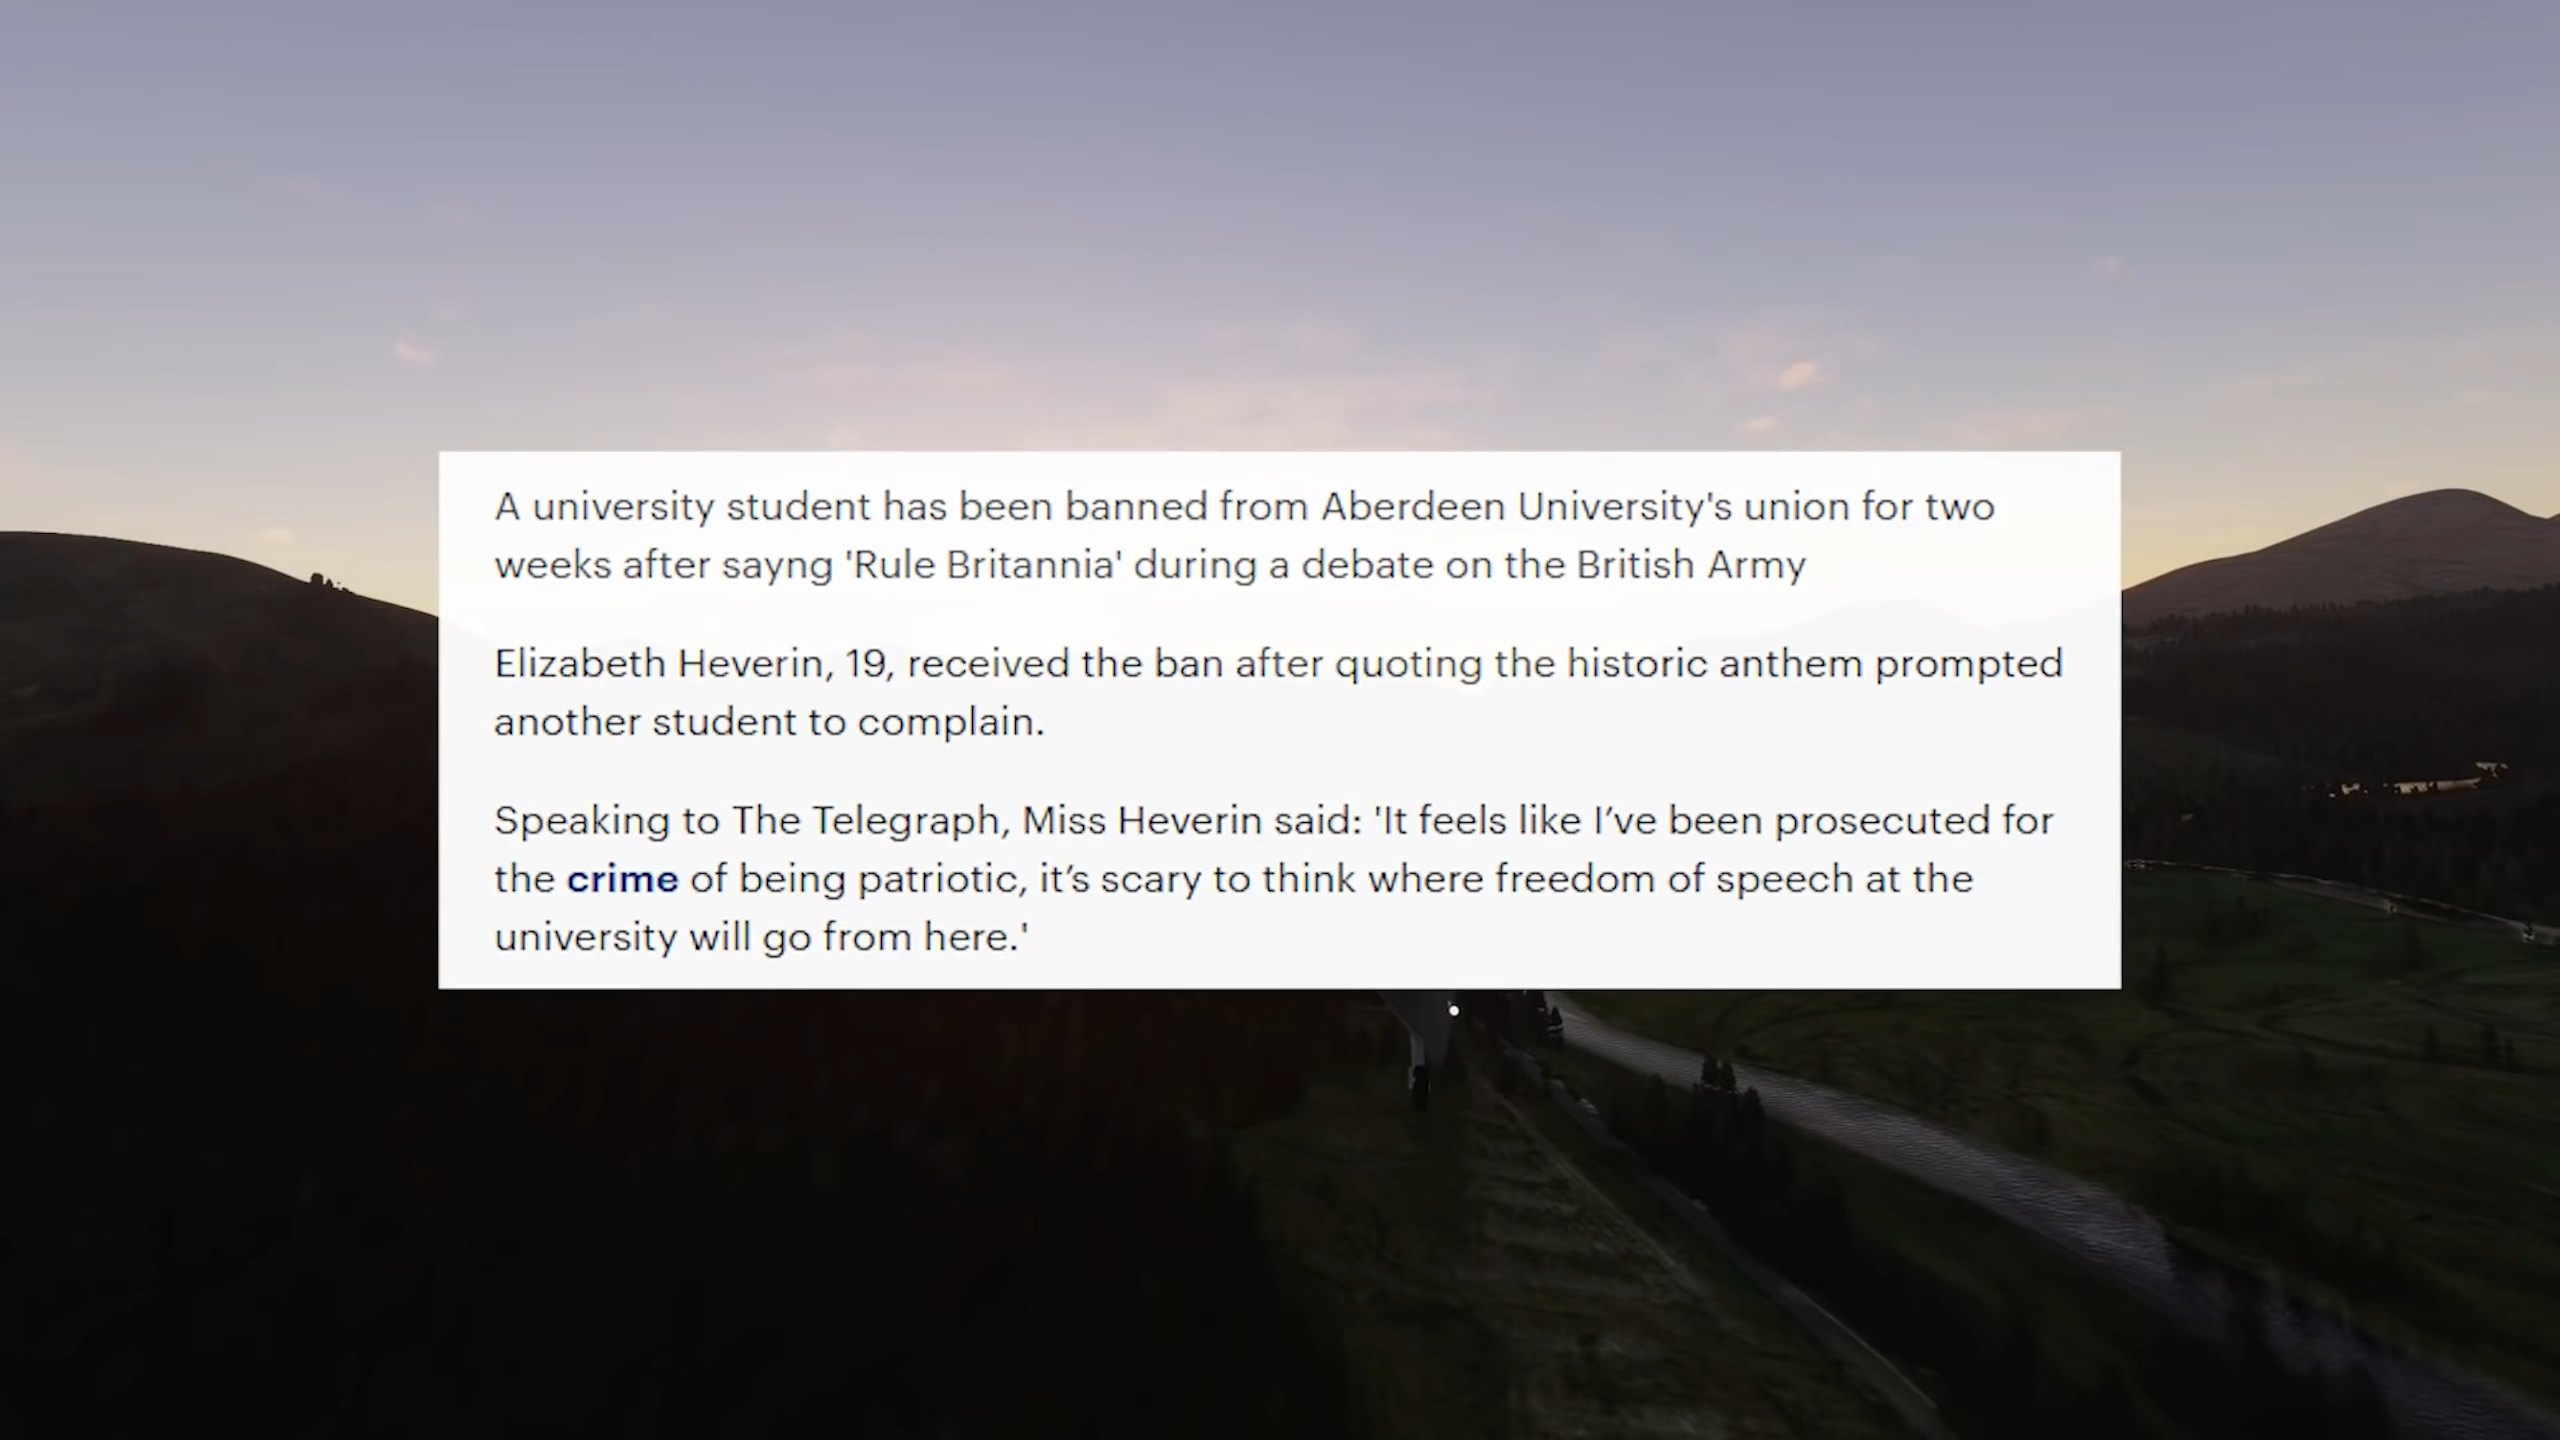 A university student has been banned from Aberdeen University's union for two
weeks after sayng 'Rule Britannia' during a debate on the British Army
Elizabeth Heverin, 19, received the ban after quoting the historic anthem prompted
another student to complain.
Speaking to The Telegraph, Miss Heverin said: 'It feels like I’ve been prosecuted for
the crime of being patriotic, it’s scary to think where freedom of speech at the
university will go from here.'